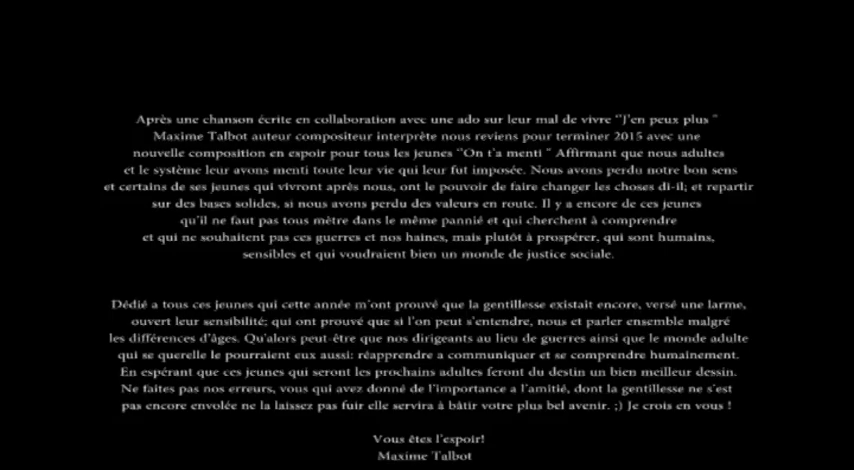 Après une chanson écrite en collaboration avec une ado sur leur mal de vivre ''J'en peux plus "
Maxime Talbot auteur compositeur interprète nous reviens pour terminer 2015 avec une
nouvelle composition en espoir pour tous les jeunes ''On t'a menti " Affirmant que nous adultes
et le système leur avons menti toute leur vie qui leur fut imposée. Nous avons perdu notre bon sens
et certains de ses jeunes qui vivront après nous, ont le pouvoir de faire changer les choses di-il; et repartir
sur des bases solides, si nous avons perdu des valeurs en route. Il y a encore de ces jeunes
qu'il ne faut pas tous mètre dans le même pannié et qui cherchent à comprendre
et qui ne souhaitent pas ces guerres et nos haines, mais plutôt à prospérer, qui sont humains,
sensibles et qui voudraient bien un monde de justice sociale.
Dédié a tous ces jeunes qui cette année m'ont prouvé que la gentillesse existait encore, versé une larme,
ouvert leur sensibilité; qui ont prouvé que si l'on peut s'entendre, nous et parler ensemble malgré
les différences d'âges. Qu'alors peut-être que nos dirigeants au lieu de guerres ainsi que le monde adulte
qui se querelle le pourraient eux aussi: réapprendre a communiquer et se comprendre humainement.
En espérant que ces jeunes qui seront les prochains adultes feront du destin un bien meilleur dessin.
Ne faites pas nos erreurs, vous qui avez donné de l'importance a l'amitié, dont la gentillesse ne s'est
pas encore envolée ne la laissez pas fuir elle servira à bâtir votre plus bel avenir. ;) Je crois en vous !
Vous êtes l'espoir!
Maxime Talbot